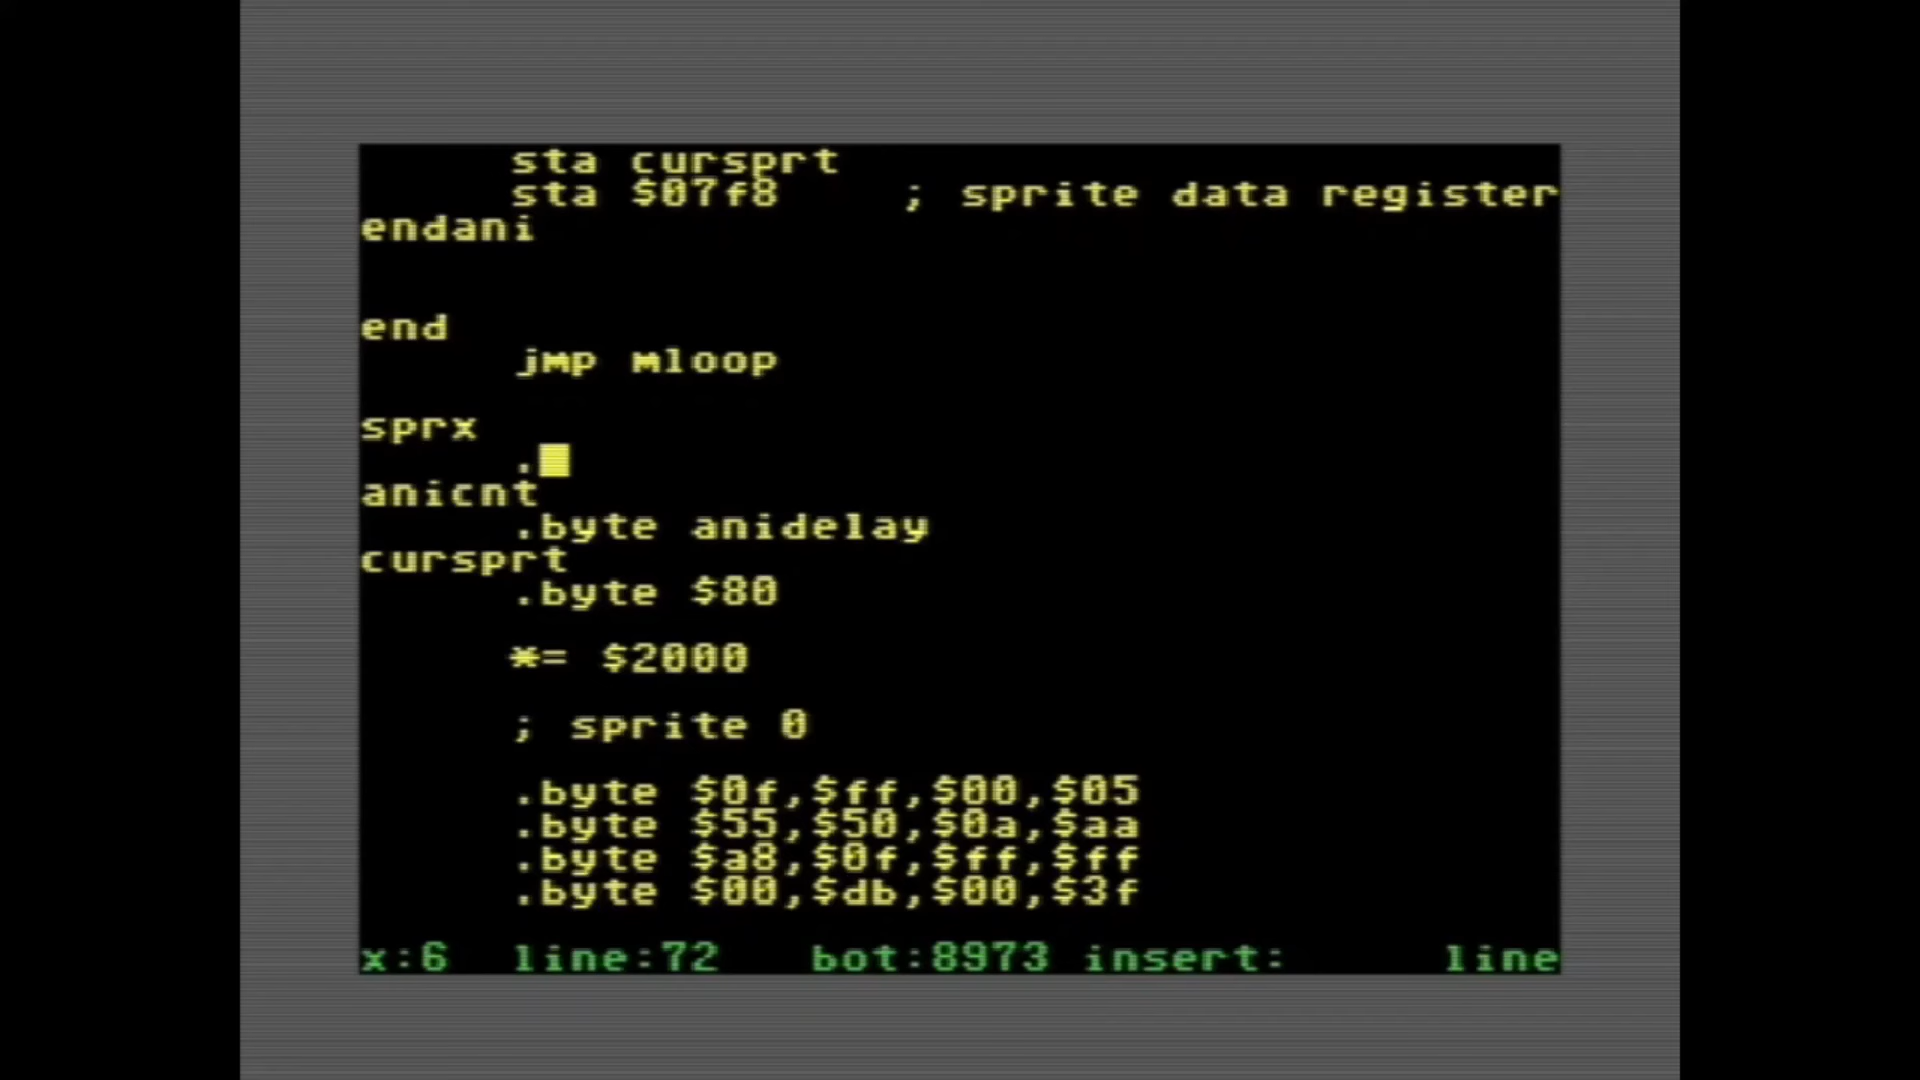 sta cursprt
sta $07f8    ; sprite data register
endani
end
jmp mloop
sprx
.
anicnt
.byte anidelay
cursprt
.byte $80
*= $2000
; sprite 0
.byte $0f,$ff,$00,$05
.byte $55,$50,$0a,$aa
.byte $a8,$0f,$ff,$ff
.byte $00,$db,$00,$3f
x:6  line:72   bot:8973 insert:     line